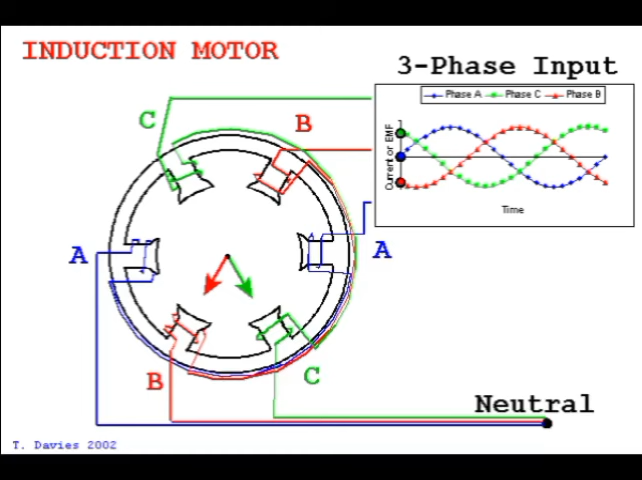 INDUCTION MOTOR
3-Phase Input
Phase A Phase C Phase B
Current or EMF
Time
C
B
A
A
B
C
Neutral
T. Davies 2002